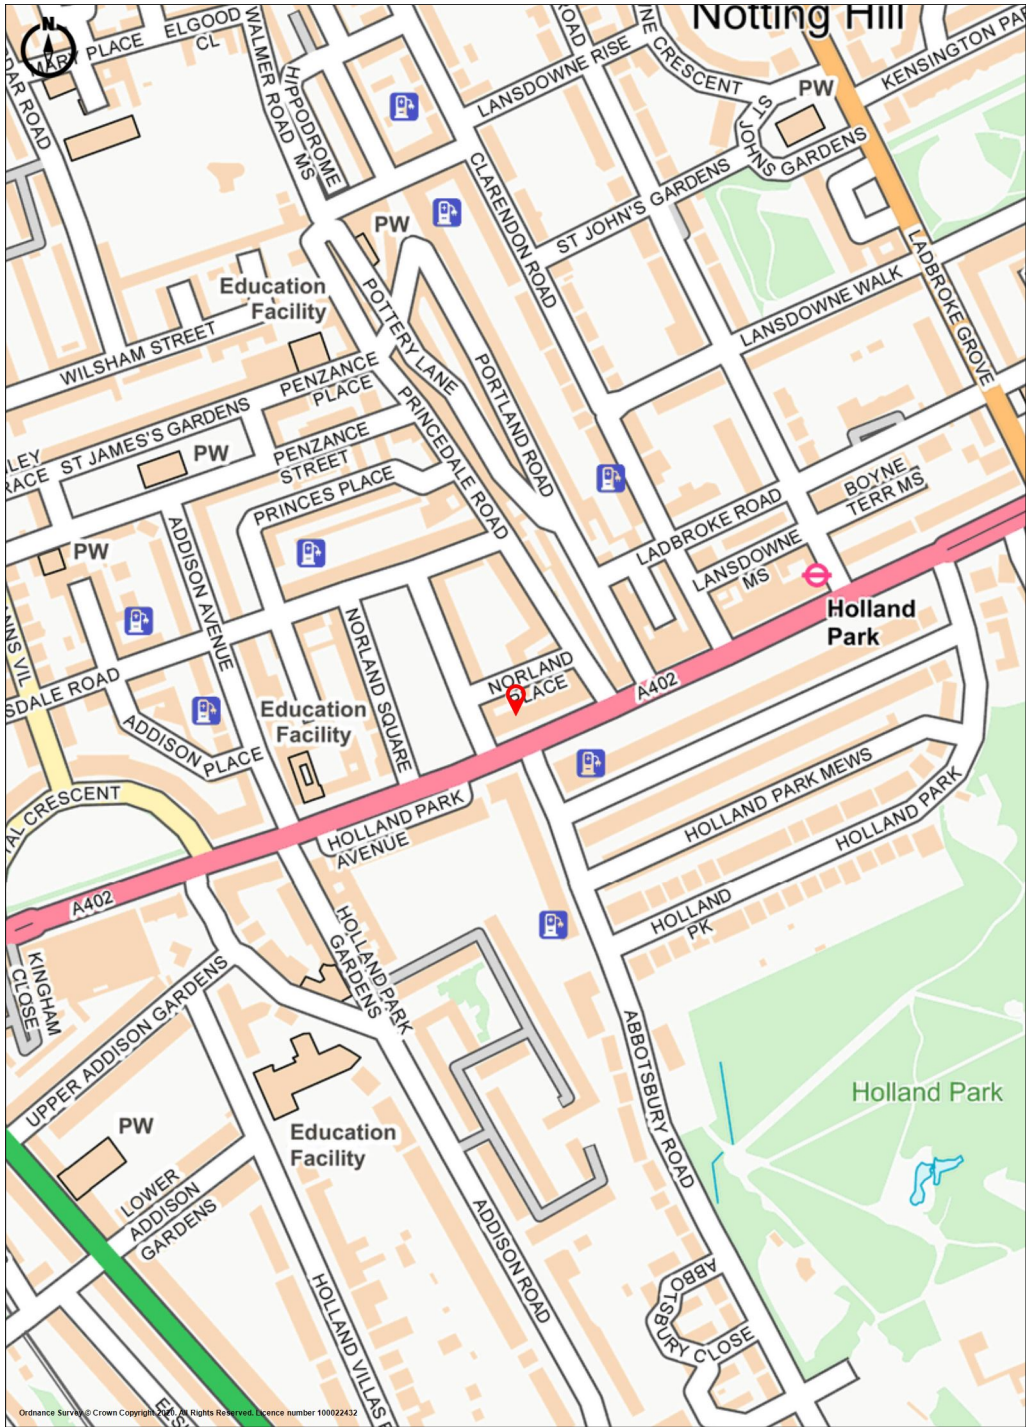 Notting Hill
N
MARY PLACE
ELGOOD
CL
WALMER ROAD
HIPPODROME
MS
ROAD
LANSDOWNE RISE
CRESCENT
KENSINGTON PAR
PW
ST
JOHNS GARDENS
ST JOHN'S GARDENS
CLARENDON ROAD
PW
Education
Facility
POTTERY LANE
LADBROKE GROVE
LANSDOWNE WALK
WILSHAM STREET
PENZANCE
PLACE
PORTLAND ROAD
ST JAMES'S GARDENS
PW
PENZANCE
STREET
PRINCEDALE ROAD
PRINCES PLACE
BOYNE
TERR MS
LADBROKE ROAD
LANSDOWNE
MS
PW
ADDISON AVENUE
Holland
Park
NORLAND SQUARE
NORLAND
PLACE
A402
SDALE ROAD
ADDISON PLACE
Education
Facility
HOLLAND PARK
AVENUE
HOLLAND PARK MEWS
HOLLAND PARK
HOLLAND
PK
A402
KINGHAM
CLOSE
HOLLAND PARK
GARDENS
UPPER ADDISON GARDENS
ABBOTSBURY ROAD
Holland Park
PW
Education
Facility
LOWER
ADDISON
GARDENS
ADDISON ROAD
HOLLAND VILLAS R
ABBOTSBURY CLOSE
Ordnance Survey © Crown Copyright 2020. All Rights Reserved. Licence number 100022432